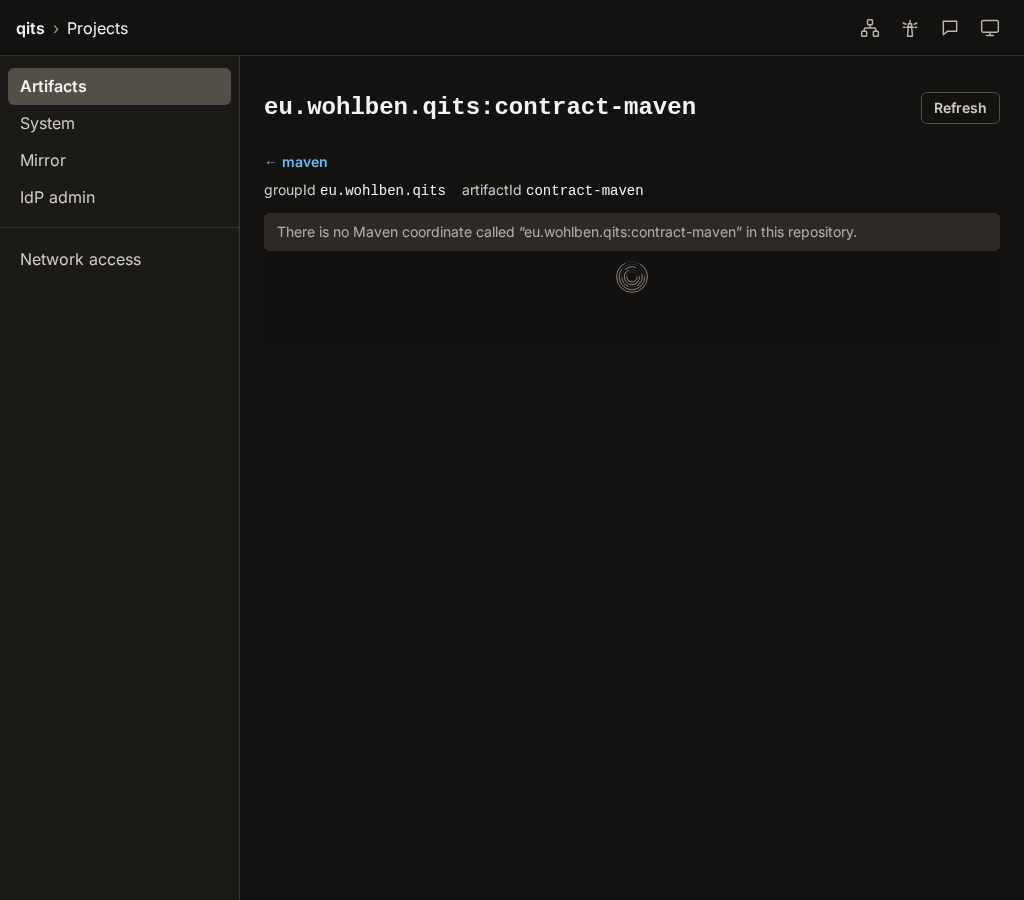 qits › Projects
Artifacts
System
Mirror
IdP admin
Network access
eu.wohlben.qits:contract-maven
Refresh
← maven
groupId eu.wohlben.qits artifactId contract-maven
There is no Maven coordinate called “eu.wohlben.qits:contract-maven” in this repository.